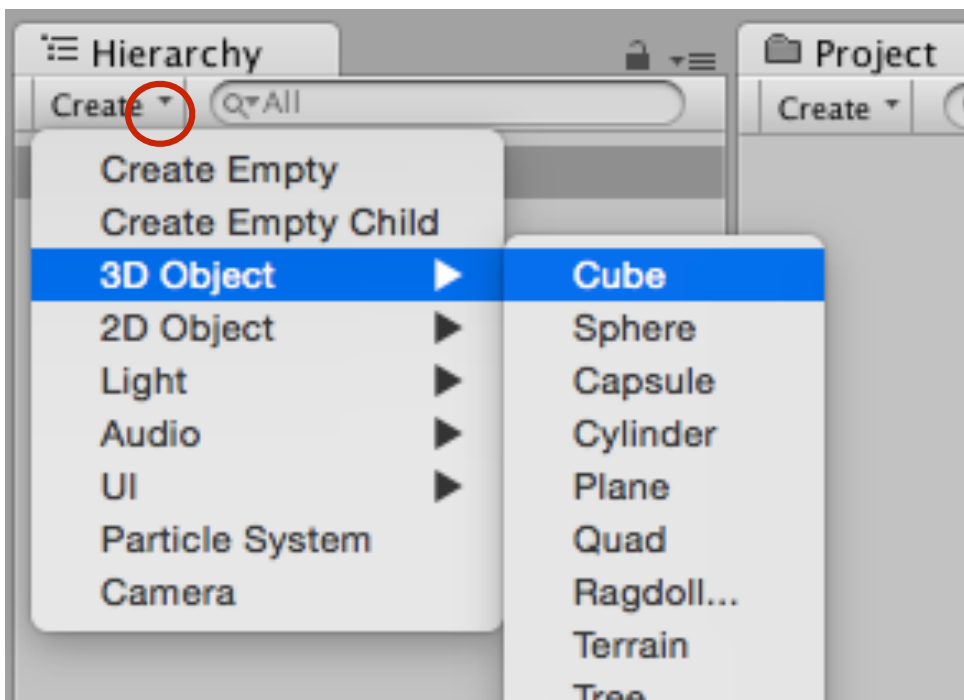 Hierarchy
Create
All
Create Empty
Create Empty Child
3D Object
2D Object
Light
Audio
UI
Particle System
Camera
Cube
Sphere
Capsule
Cylinder
Plane
Quad
Ragdoll...
Terrain
Tree
Project
Create